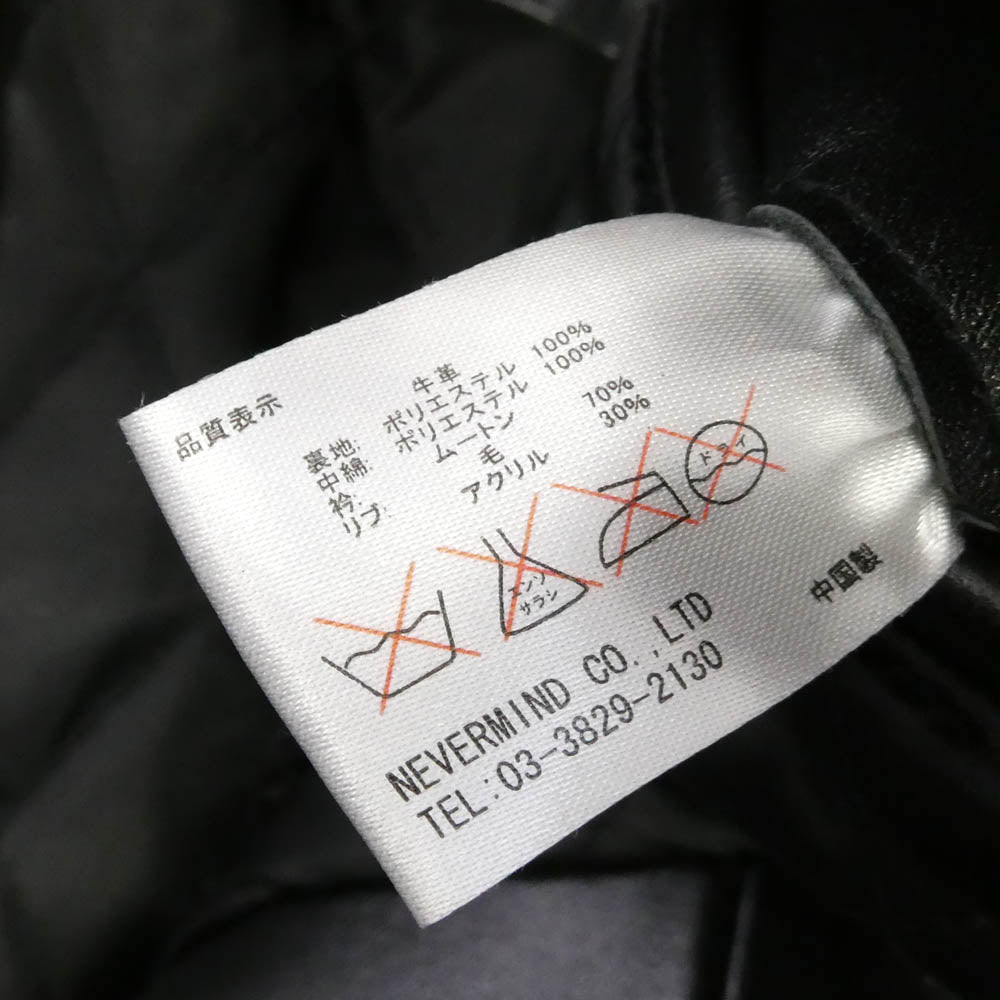 品質表示
牛革
裏地: ポリエステル 100%
中綿: ポリエステル 100%
衿: ムートン
リブ: 毛 70%
アクリル 30%
エンソ
サラシ
ドライ
中国製
NEVERMIND CO.,LTD
TEL:03-3829-2130